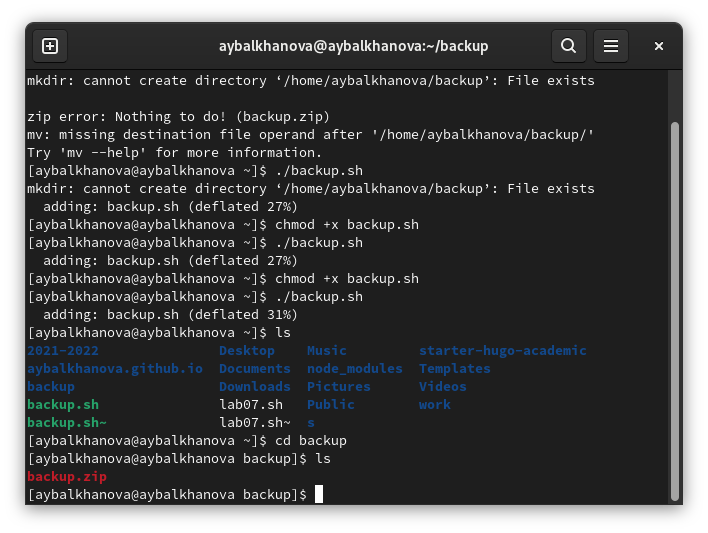 aybalkhanova@aybalkhanova:~/backup
mkdir: cannot create directory ‘/home/aybalkhanova/backup’: File exists
zip error: Nothing to do! (backup.zip)
mv: missing destination file operand after '/home/aybalkhanova/backup/'
Try 'mv --help' for more information.
[aybalkhanova@aybalkhanova ~]$ ./backup.sh
mkdir: cannot create directory ‘/home/aybalkhanova/backup’: File exists
  adding: backup.sh (deflated 27%)
[aybalkhanova@aybalkhanova ~]$ chmod +x backup.sh
[aybalkhanova@aybalkhanova ~]$ ./backup.sh
  adding: backup.sh (deflated 27%)
[aybalkhanova@aybalkhanova ~]$ chmod +x backup.sh
[aybalkhanova@aybalkhanova ~]$ ./backup.sh
  adding: backup.sh (deflated 31%)
[aybalkhanova@aybalkhanova ~]$ ls
2021-2022               Desktop    Music         starter-hugo-academic
aybalkhanova.github.io  Documents  node_modules  Templates
backup                  Downloads  Pictures      Videos
backup.sh               lab07.sh   Public        work
backup.sh~              lab07.sh~  s
[aybalkhanova@aybalkhanova ~]$ cd backup
[aybalkhanova@aybalkhanova backup]$ ls
backup.zip
[aybalkhanova@aybalkhanova backup]$